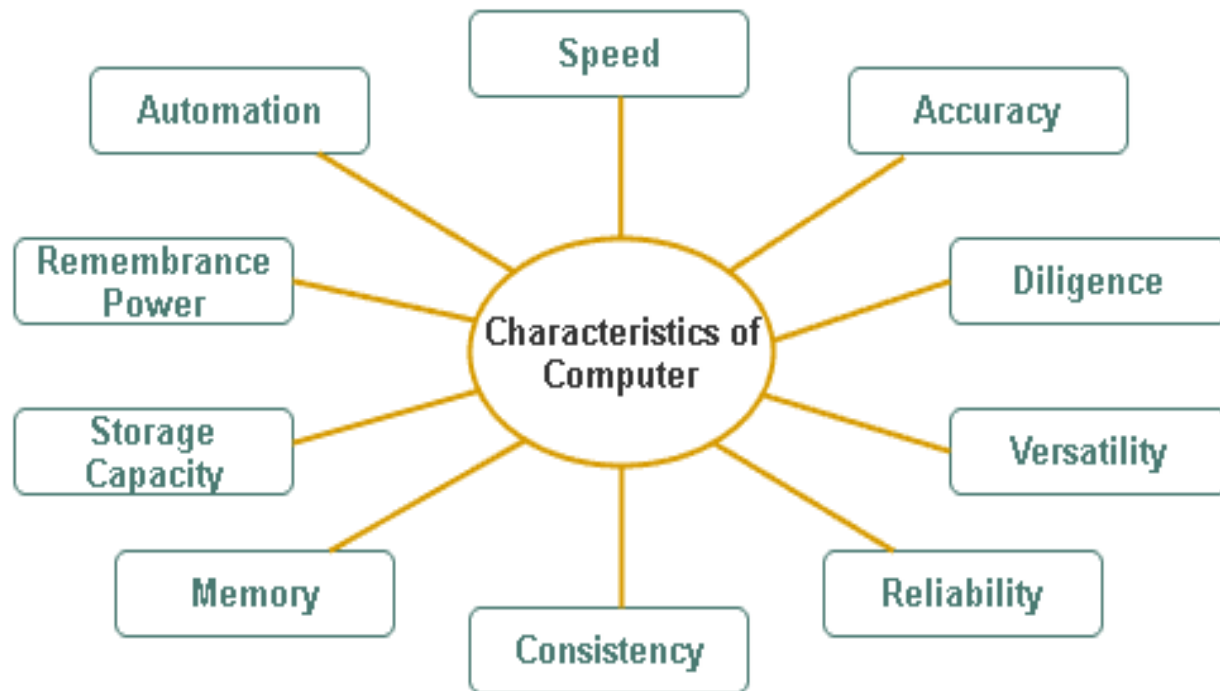 Speed
Automation
Accuracy
Remembrance
Power
Diligence
Characteristics of
Computer
Storage
Capacity
Versatility
Memory
Reliability
Consistency